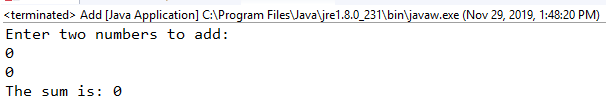 <terminated> Add [Java Application] C:\Program Files\Java\jre1.8.0_231\bin\javaw.exe (Nov 29, 2019, 1:48:20 PM)
Enter two numbers to add:
0
0
The sum is: 0